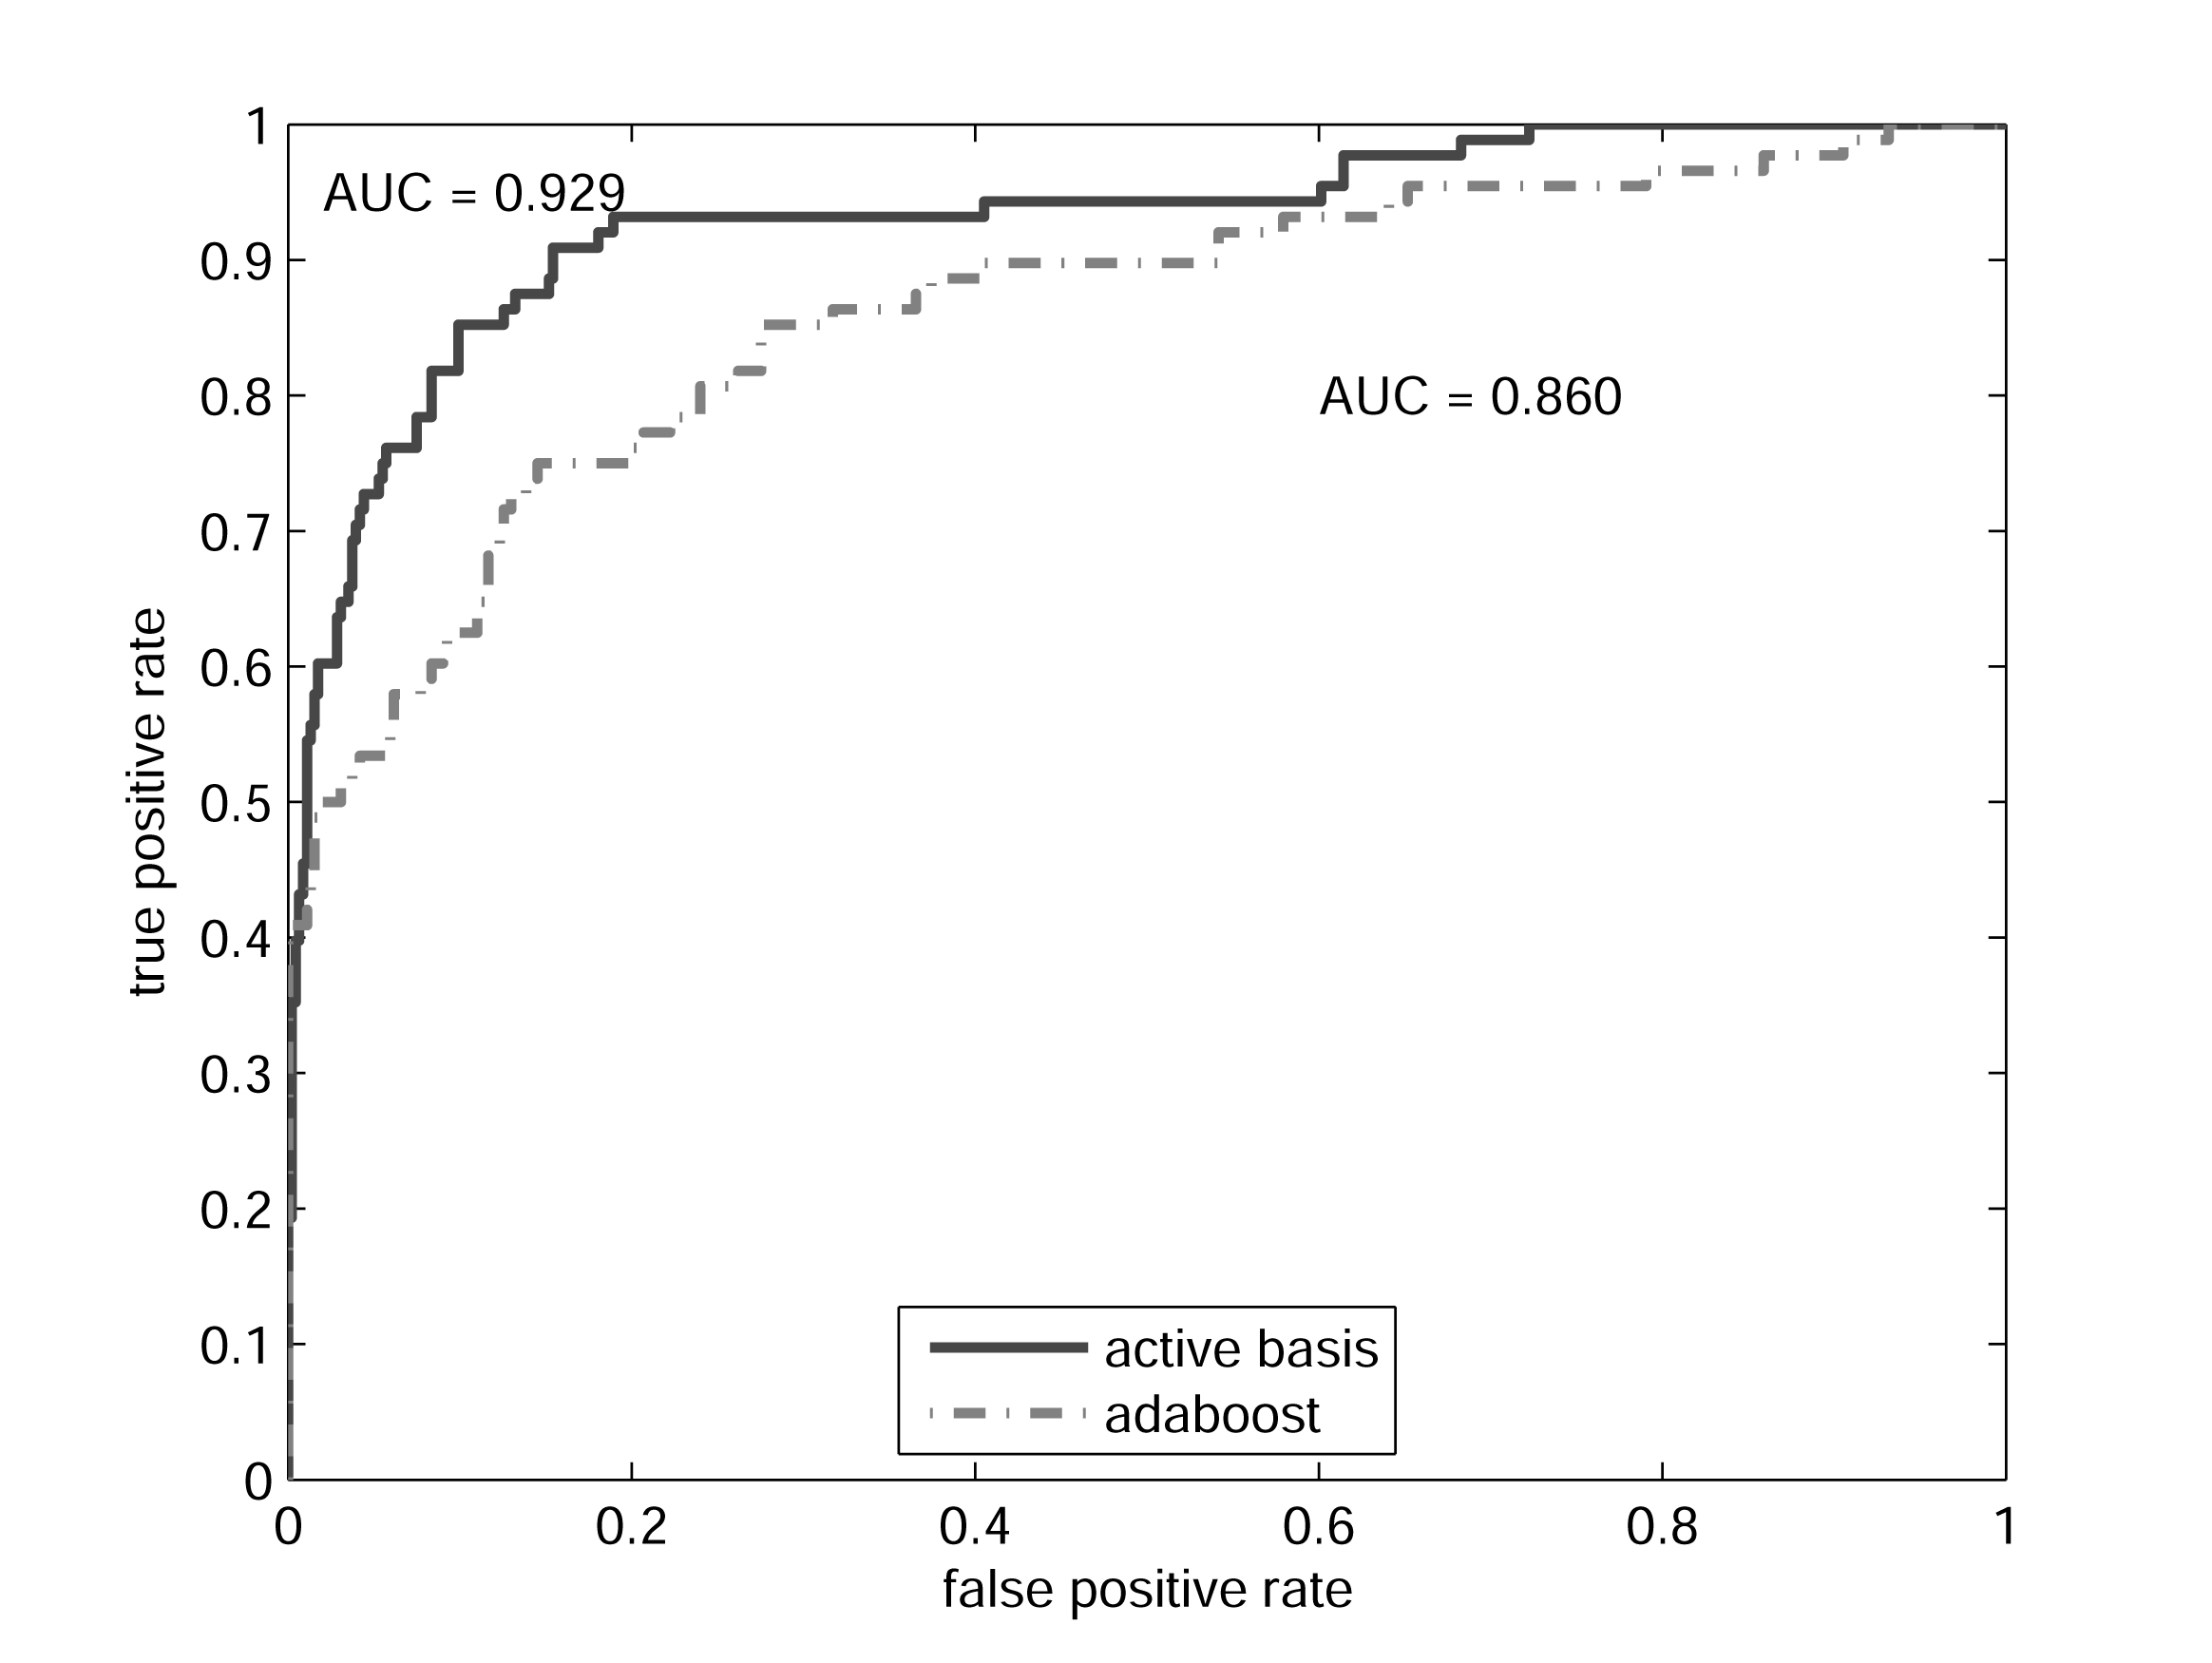 1
AUC = 0.929
0.9
AUC = 0.860
0.8
0.7
0.6
true positive rate
0.5
0.4
0.3
0.2
0.1
active basis
adaboost
0
0 0.2 0.4 0.6 0.8 1
false positive rate